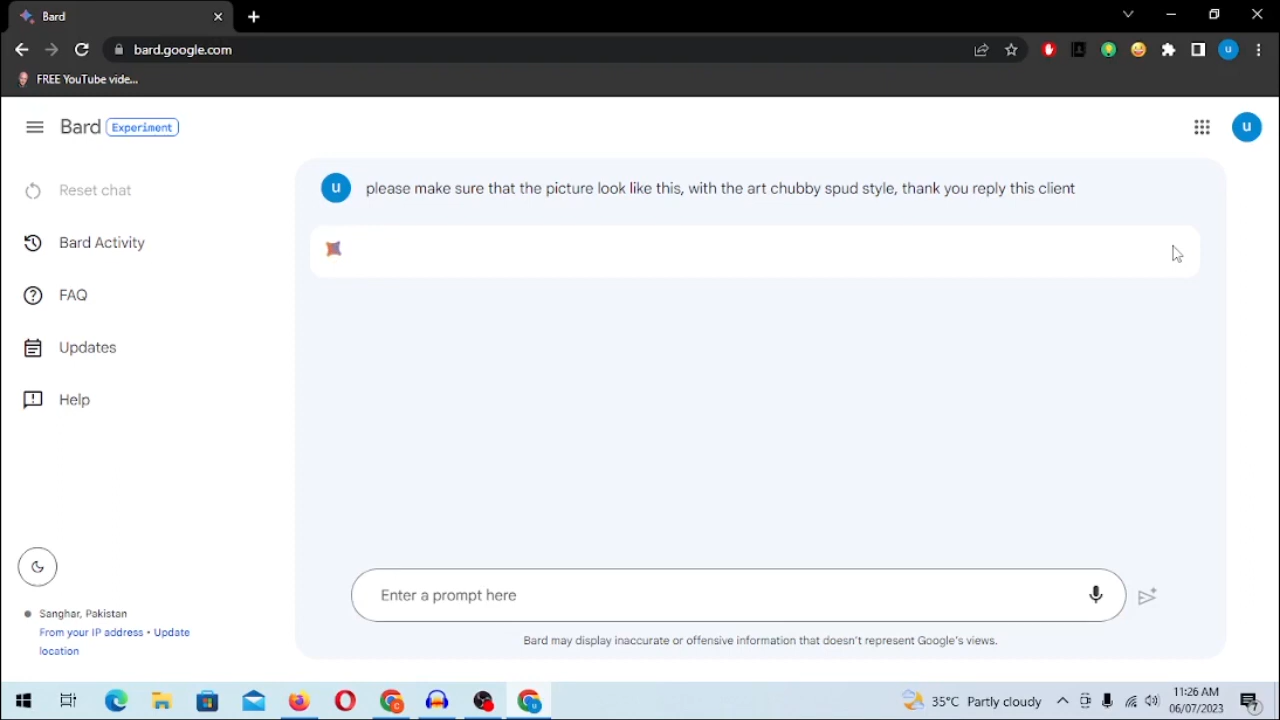 Bard
bard.google.com
u
FREE YouTube vide...
Bard Experiment
u
Reset chat
u please make sure that the picture look like this, with the art chubby spud style, thank you reply this client
Bard Activity
FAQ
Updates
Help
Enter a prompt here
Sanghar, Pakistan
From your IP address • Update location
Bard may display inaccurate or offensive information that doesn't represent Google's views.
35°C Partly cloudy
11:26 AM
06/07/2023
7